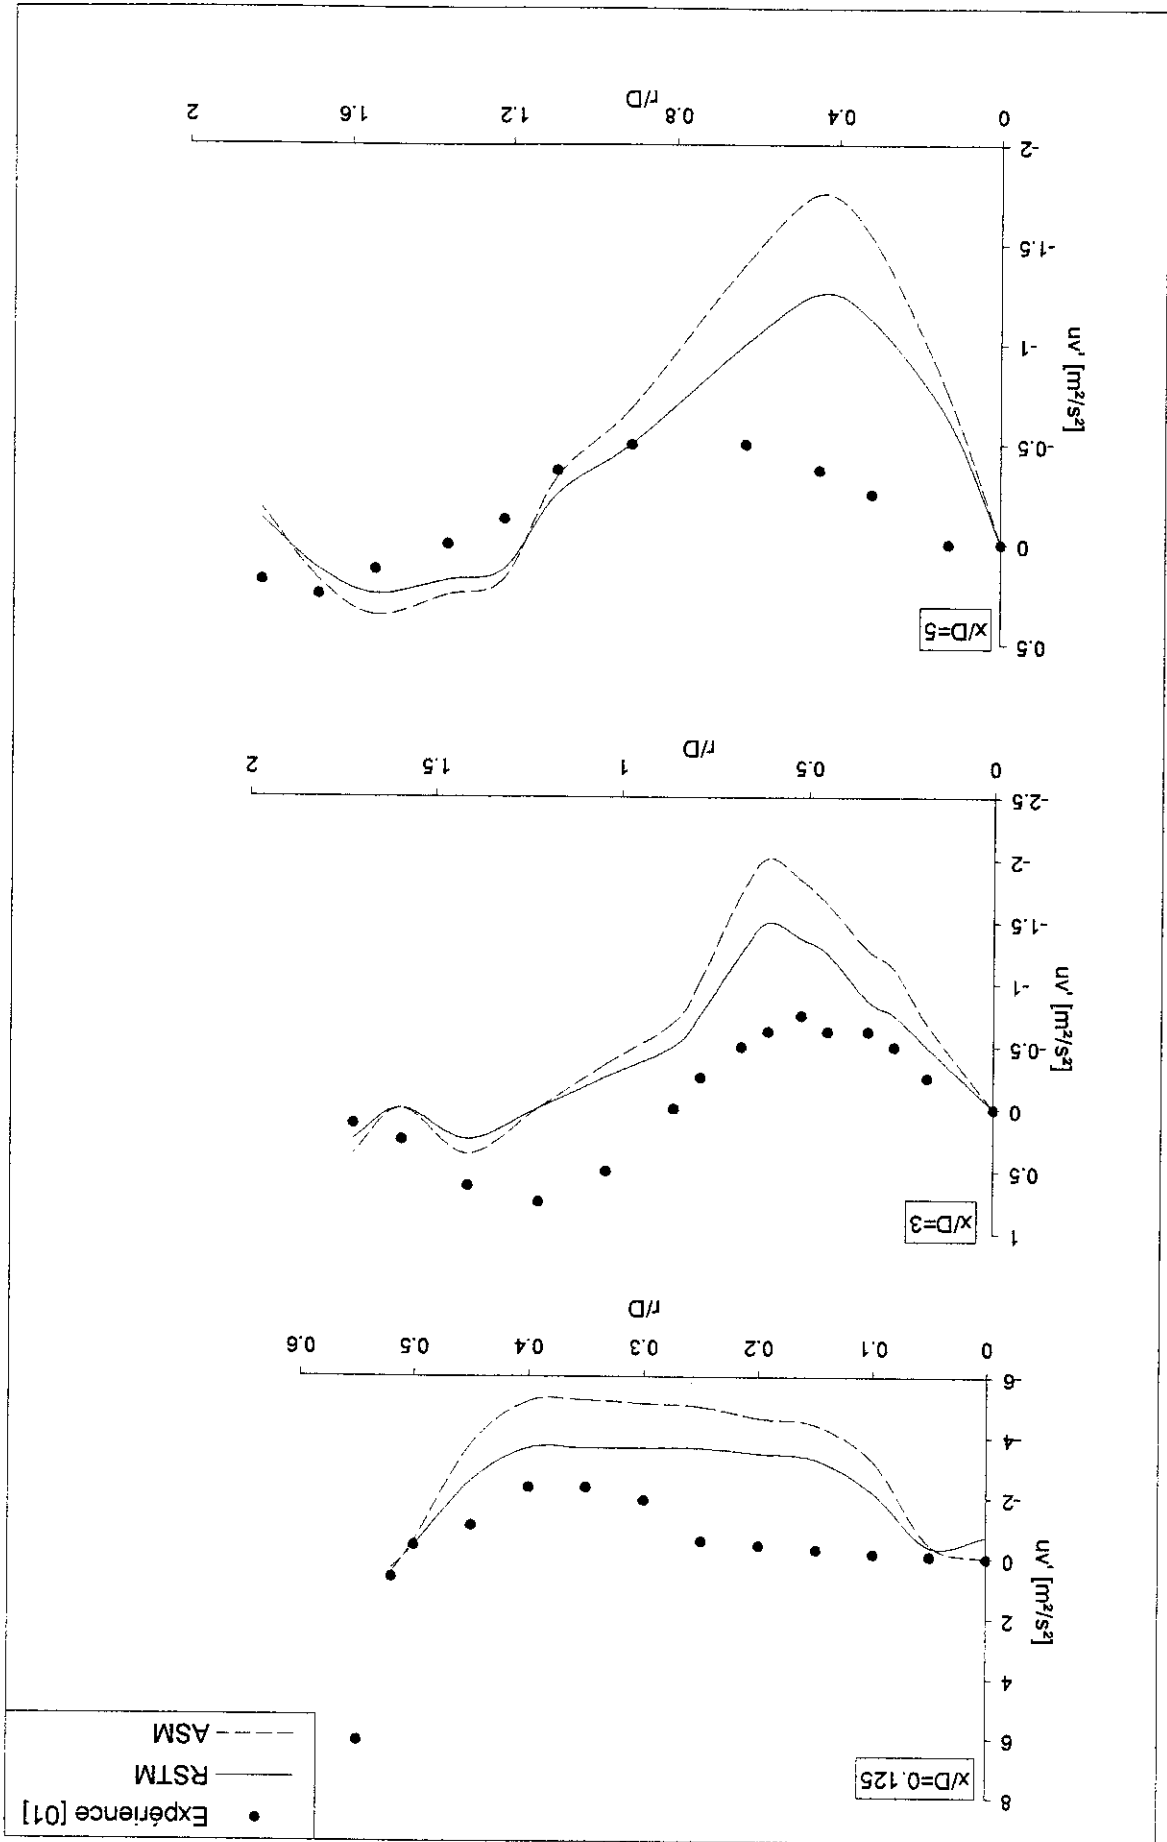 Expérience [01]
RSTM
ASM
x/D=0.125
8
6
4
2
0
-2
-4
-6
uv' [m²/s²]
0 0.1 0.2 0.3 0.4 0.5 0.6
r/D
x/D=3
1
0.5
0
-0.5
-1
-1.5
-2
-2.5
uv' [m²/s²]
0 0.5 1 1.5 2
r/D
x/D=5
0.5
0
-0.5
-1
-1.5
-2
uv' [m²/s²]
0 0.4 0.8 1.2 1.6 2
r/D